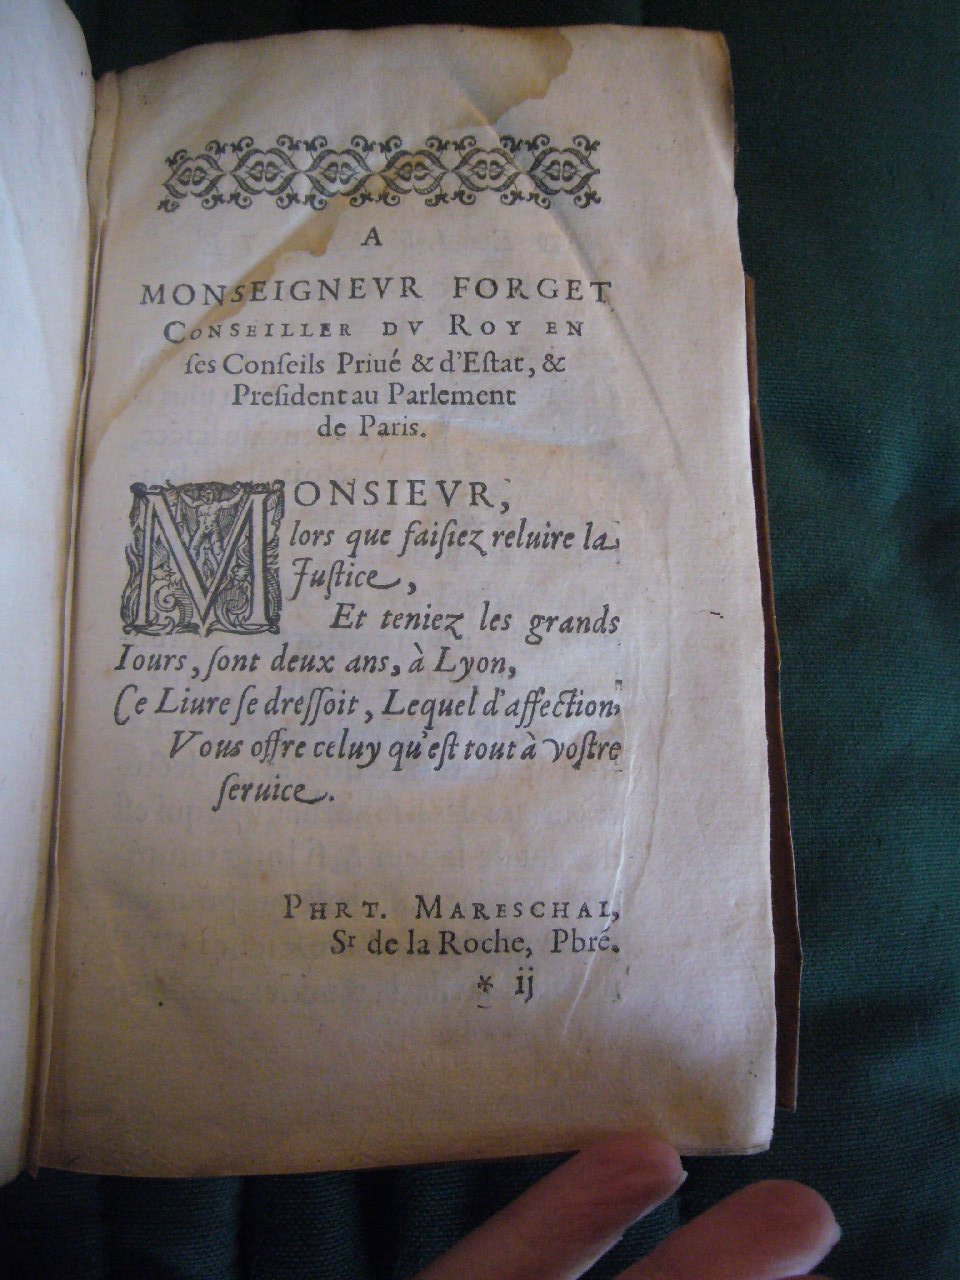 A
MONSEIGNEVR FORGET
CONSEILLER DV ROY EN
ſes Conſeils Priué & d'Eſtat, &
Preſident au Parlement
de Paris.
MONSIEVR,
lors que faiſiez reluire la
Juſtice,
Et teniez les grands
Iours, ſont deux ans, à Lyon,
Ce Liure ſe dreſſoit, Lequel d'affection
Vous offre celuy qu'eſt tout à voſtre
ſeruice.
PHRT. MARESCHAL,
Sr de la Roche, Pbré.
* ij